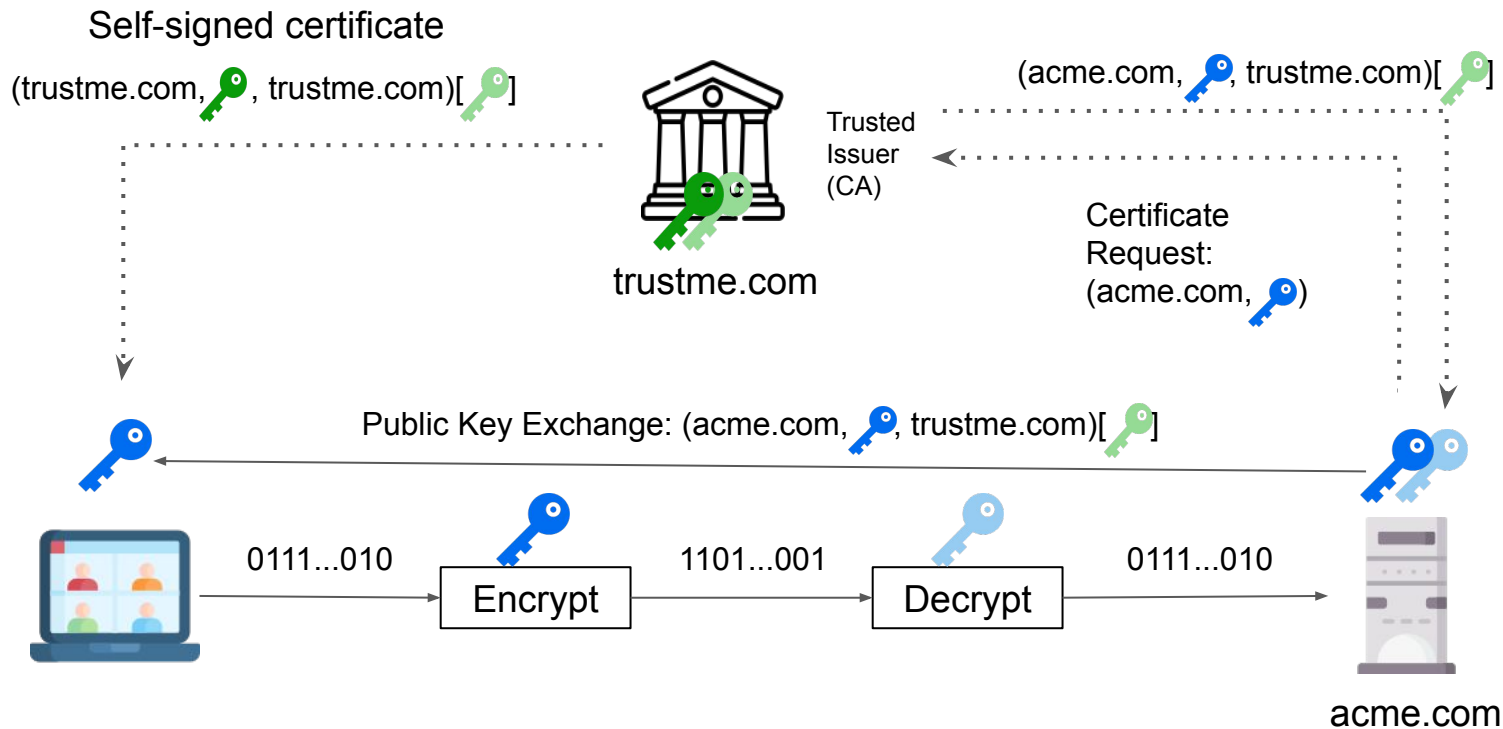 Self-signed certificate
(trustme.com, , trustme.com)[ ]
(acme.com, , trustme.com)[ ]
Trusted
Issuer
(CA)
trustme.com
Certificate
Request:
(acme.com, )
Public Key Exchange: (acme.com, , trustme.com)[ ]
0111...010
Encrypt
1101...001
Decrypt
0111...010
acme.com